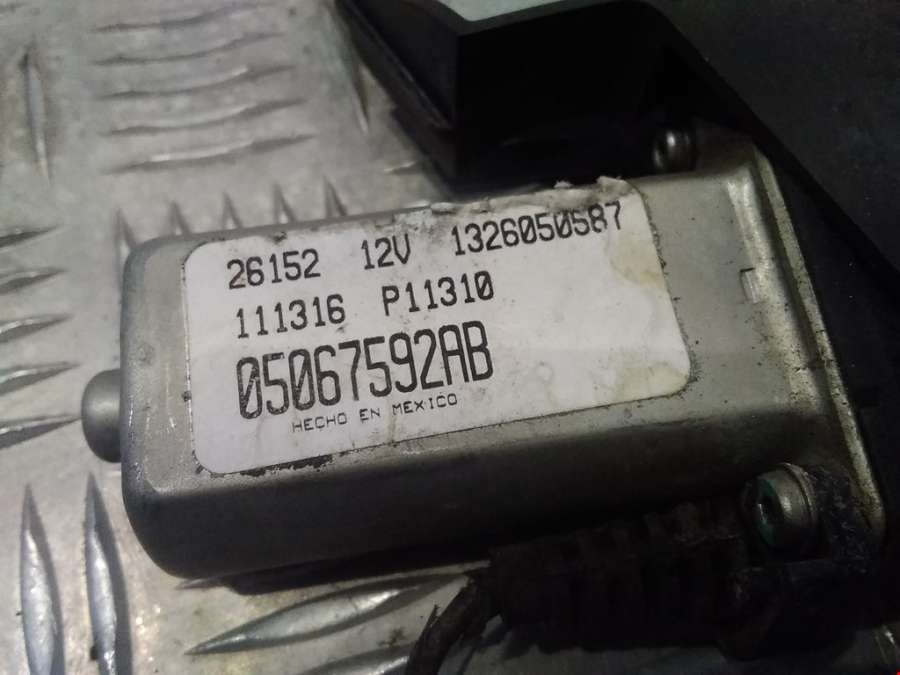 26152 12V 1326050587
111316 P11310
05067592AB
HECHO EN MEXICO